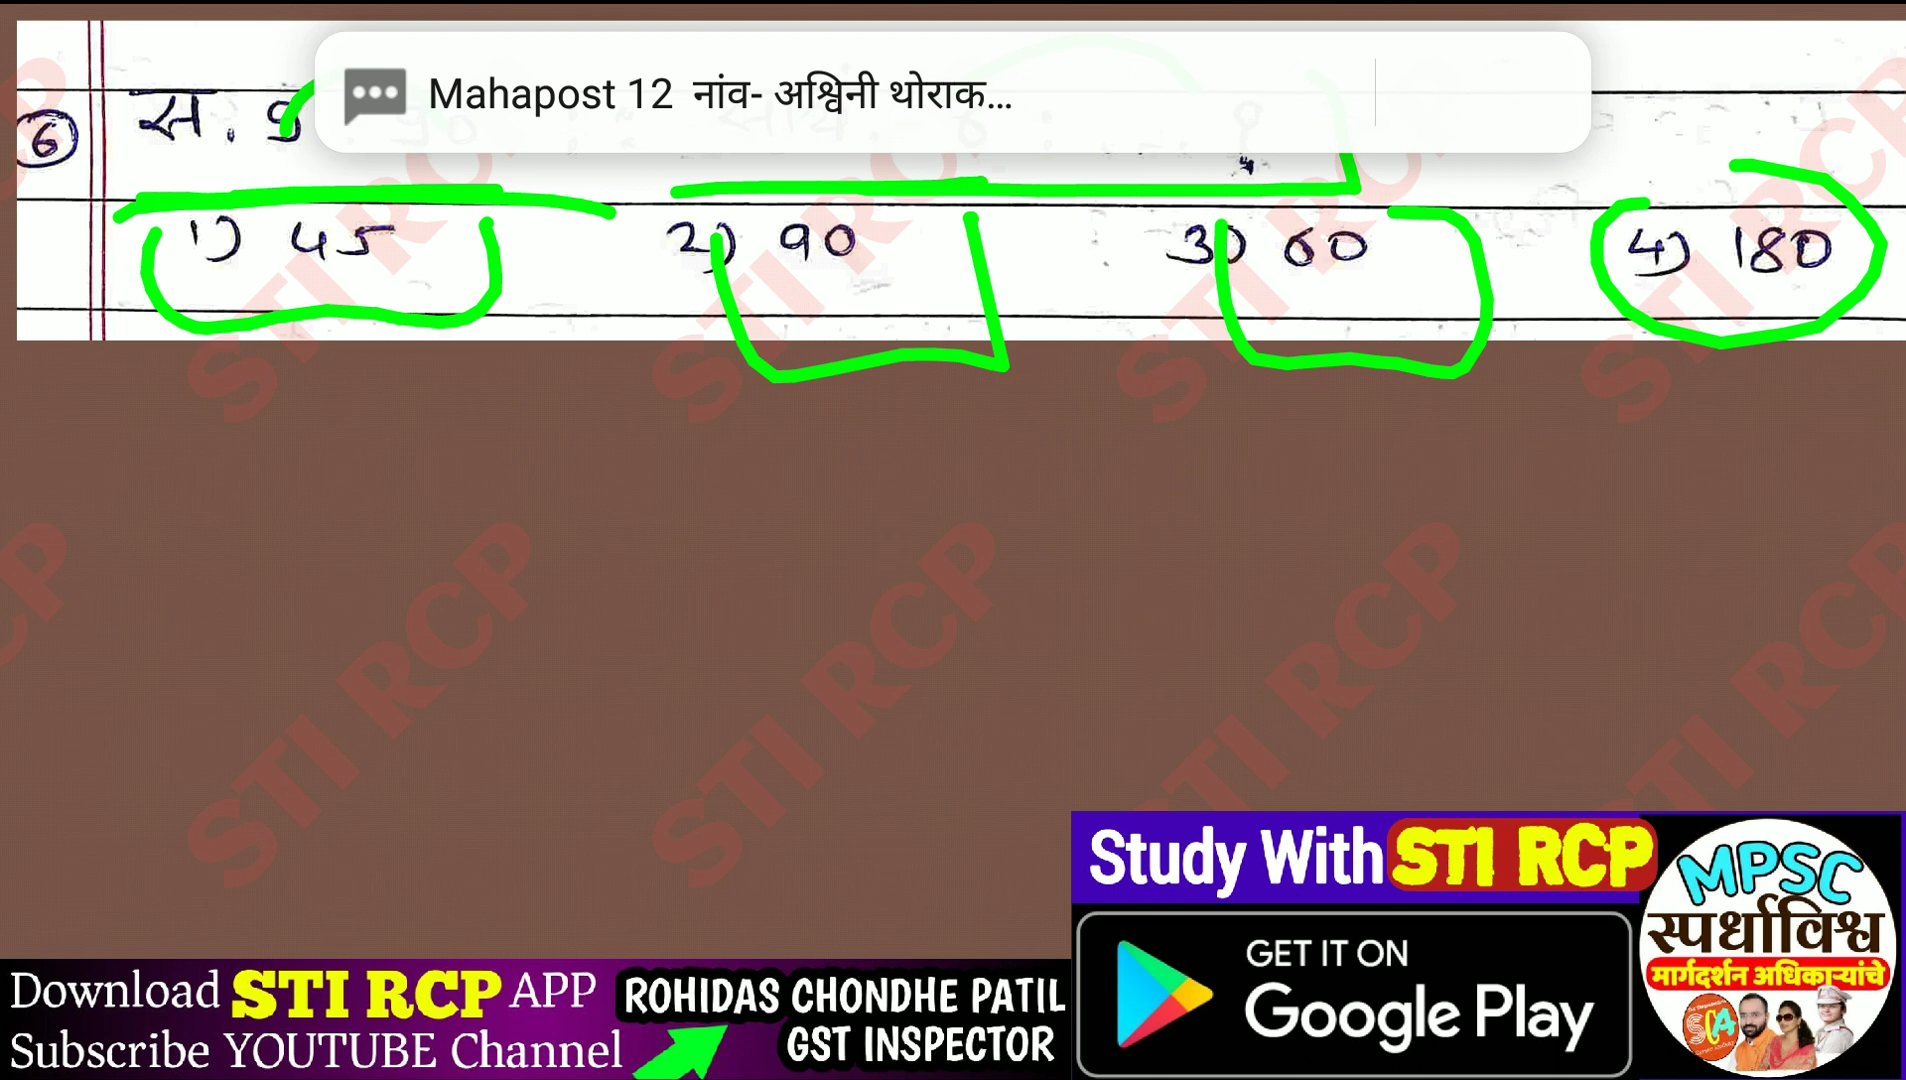 Mahapost 12 नांव- अश्विनी थोराक...
6 स. 9
1) 45 2) 90 3) 60 4) 180
STI RCP
Study With STI RCP
GET IT ON
Google Play
MPSC
स्पर्धाविश्व
मार्गदर्शन अधिकाऱ्यांचे
SCA
Download STI RCP APP
Subscribe YOUTUBE Channel
ROHIDAS CHONDHE PATIL
GST INSPECTOR